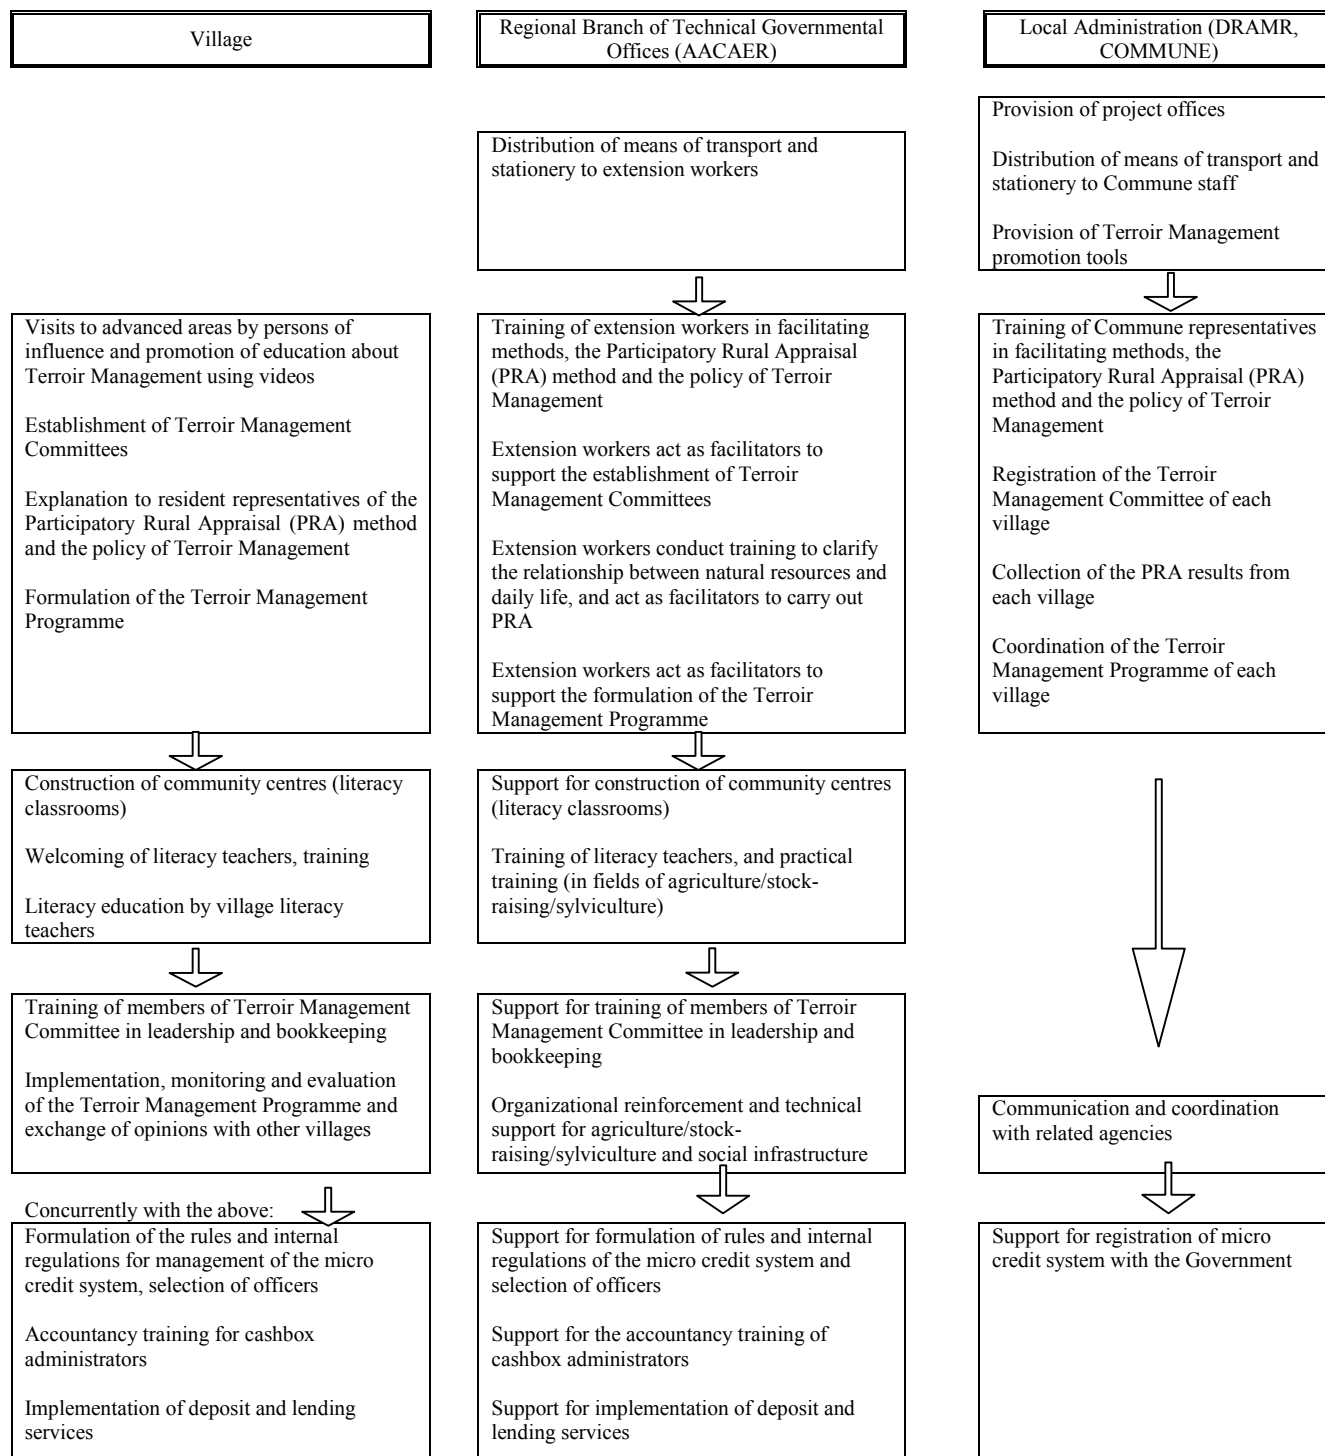 Village
Regional Branch of Technical Governmental
Offices (AACAER)
Local Administration (DRAMR,
COMMUNE)
Distribution of means of transport and
stationery to extension workers
Provision of project offices
Distribution of means of transport and
stationery to Commune staff
Provision of Terroir Management
promotion tools
Visits to advanced areas by persons of
influence and promotion of education about
Terroir Management using videos
Establishment of Terroir Management
Committees
Explanation to resident representatives of the
Participatory Rural Appraisal (PRA) method
and the policy of Terroir Management
Formulation of the Terroir Management
Programme
Training of extension workers in facilitating
methods, the Participatory Rural Appraisal
(PRA) method and the policy of Terroir
Management
Extension workers act as facilitators to
support the establishment of Terroir
Management Committees
Extension workers conduct training to clarify
the relationship between natural resources and
daily life, and act as facilitators to carry out
PRA
Extension workers act as facilitators to
support the formulation of the Terroir
Management Programme
Training of Commune representatives
in facilitating methods, the
Participatory Rural Appraisal (PRA)
method and the policy of Terroir
Management
Registration of the Terroir
Management Committee of each
village
Collection of the PRA results from
each village
Coordination of the Terroir
Management Programme of each
village
Construction of community centres (literacy
classrooms)
Welcoming of literacy teachers, training
Literacy education by village literacy
teachers
Support for construction of community centres
(literacy classrooms)
Training of literacy teachers, and practical
training (in fields of agriculture/stock-
raising/sylviculture)
Training of members of Terroir Management
Committee in leadership and bookkeeping
Implementation, monitoring and evaluation
of the Terroir Management Programme and
exchange of opinions with other villages
Support for training of members of Terroir
Management Committee in leadership and
bookkeeping
Organizational reinforcement and technical
support for agriculture/stock-
raising/sylviculture and social infrastructure
Communication and coordination
with related agencies
Concurrently with the above:
Formulation of the rules and internal
regulations for management of the micro
credit system, selection of officers
Accountancy training for cashbox
administrators
Implementation of deposit and lending
services
Support for formulation of rules and internal
regulations of the micro credit system and
selection of officers
Support for the accountancy training of
cashbox administrators
Support for implementation of deposit and
lending services
Support for registration of micro
credit system with the Government